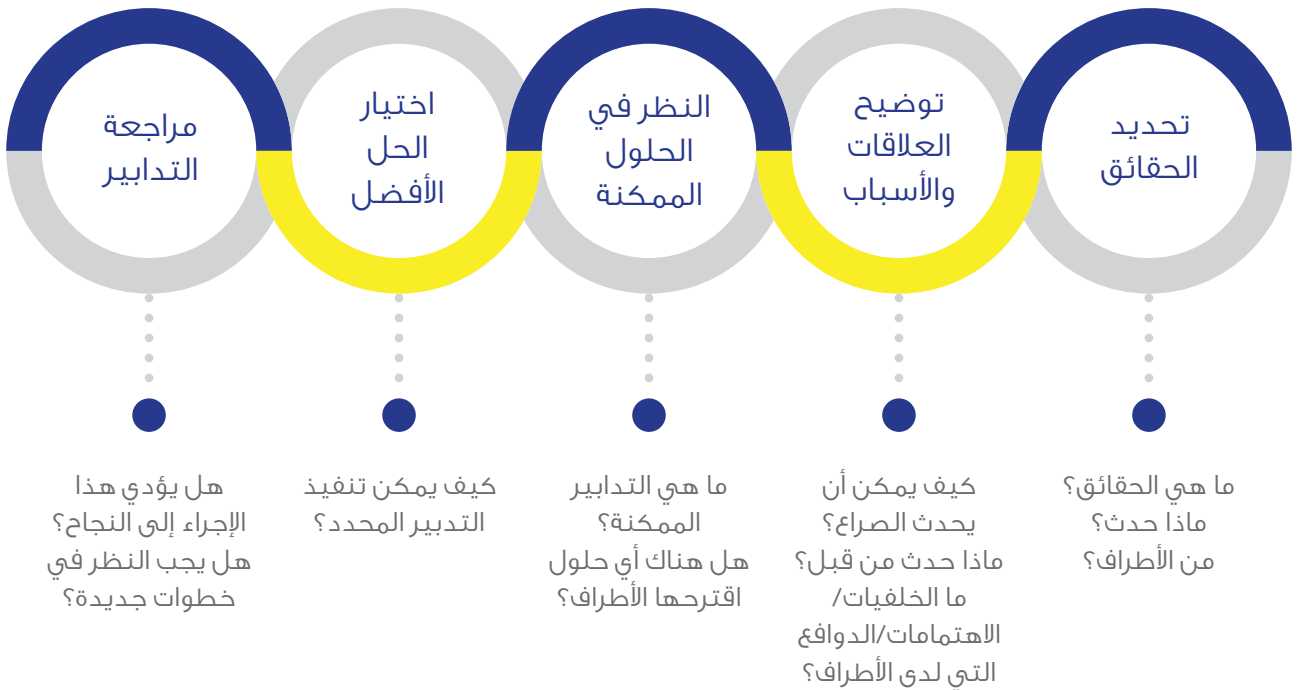 تحديد
الحقائق
توضيح
العلاقات
والأسباب
النظر في
الحلول
الممكنة
اختيار
الحل
الأفضل
مراجعة
التدابير
ما هي الحقائق؟
ماذا حدث؟
من الأطراف؟
كيف يمكن أن
يحدث الصراع؟
ماذا حدث من قبل؟
ما الخلفيات/
الاهتمامات/الدوافع
التي لدى الأطراف؟
ما هي التدابير
الممكنة؟
هل هناك أي حلول
اقترحها الأطراف؟
كيف يمكن تنفيذ
التدبير المحدد؟
هل يؤدي هذا
الإجراء إلى النجاح؟
هل يجب النظر في
خطوات جديدة؟